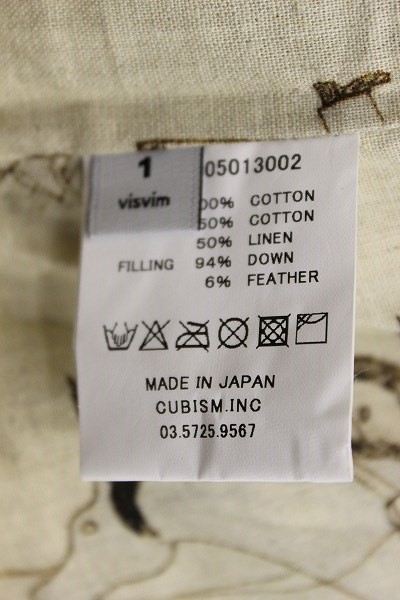 1
visvim
05013002
COTTON
50% COTTON
50% LINEN
FILLING 94% DOWN
6% FEATHER
MADE IN JAPAN
CUBISM.INC
03.5725.9567